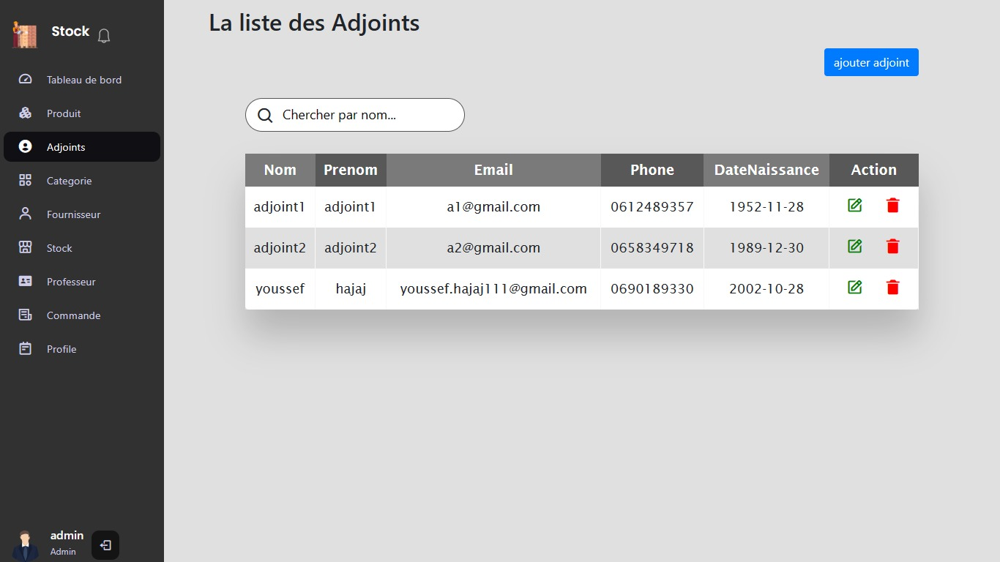 Stock
Tableau de bord
Produit
Adjoints
Categorie
Fournisseur
Stock
Professeur
Commande
Profile
admin
Admin
La liste des Adjoints
ajouter adjoint
Chercher par nom...
Nom Prenom Email Phone DateNaissance Action
adjoint1 adjoint1 a1@gmail.com 0612489357 1952-11-28
adjoint2 adjoint2 a2@gmail.com 0658349718 1989-12-30
youssef hajaj youssef.hajaj111@gmail.com 0690189330 2002-10-28